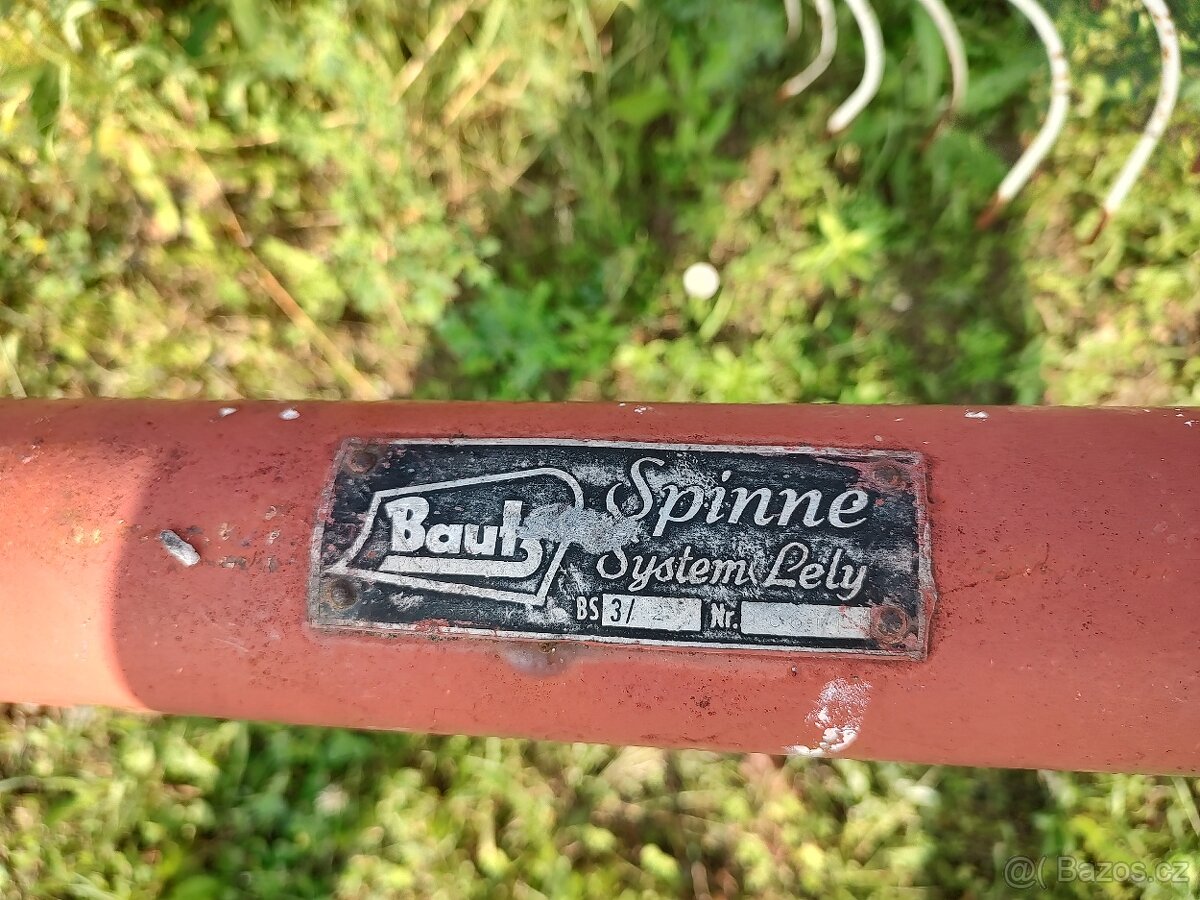 Bautz
Spinne
System Lely
BS 3/ Nr.
@( Bazos.cz